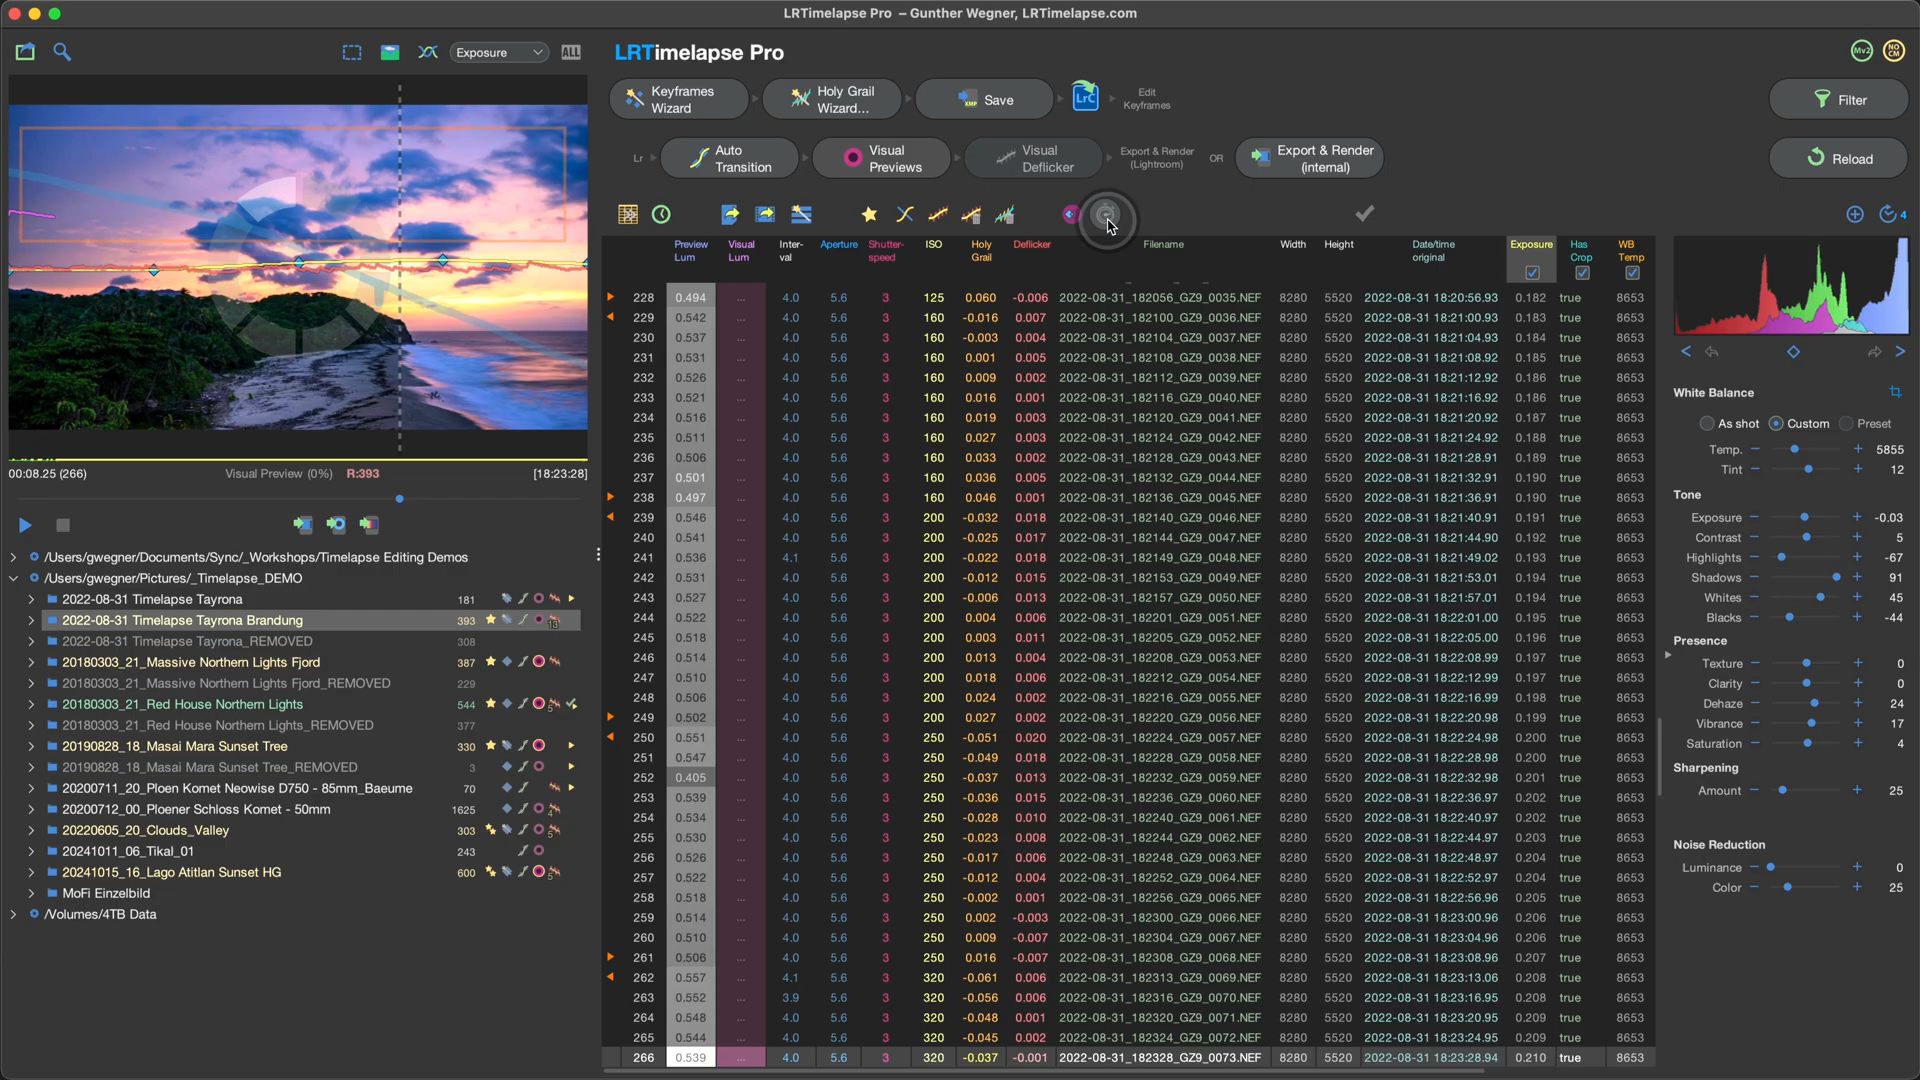 LRTimelapse Pro – Gunther Wegner, LRTimelapse.com
Exposure
ALL
LRTimelapse Pro
Mv2
NO CM
Keyframes Wizard
Holy Grail Wizard...
XMP
Save
LrC
Edit Keyframes
Filter
Lr
Auto Transition
Visual Previews
Visual Deflicker
Export & Render (Lightroom)
OR
Export & Render (internal)
Reload
4
Preview Lum Visual Lum Inter-val Aperture Shutter-speed ISO Holy Grail Deflicker Filename Width Height Date/time original Exposure Has Crop WB Temp
228 0.494 ... 4.0 5.6 3 125 0.060 -0.006 2022-08-31_182056_GZ9_0035.NEF 8280 5520 2022-08-31 18:20:56.93 0.182 true 8653
229 0.542 ... 4.0 5.6 3 160 -0.016 0.007 2022-08-31_182100_GZ9_0036.NEF 8280 5520 2022-08-31 18:21:00.93 0.183 true 8653
230 0.537 ... 4.0 5.6 3 160 -0.003 0.004 2022-08-31_182104_GZ9_0037.NEF 8280 5520 2022-08-31 18:21:04.93 0.184 true 8653
231 0.531 ... 4.0 5.6 3 160 0.001 0.005 2022-08-31_182108_GZ9_0038.NEF 8280 5520 2022-08-31 18:21:08.92 0.185 true 8653
232 0.526 ... 4.0 5.6 3 160 0.009 0.002 2022-08-31_182112_GZ9_0039.NEF 8280 5520 2022-08-31 18:21:12.92 0.186 true 8653
233 0.521 ... 4.0 5.6 3 160 0.016 0.001 2022-08-31_182116_GZ9_0040.NEF 8280 5520 2022-08-31 18:21:16.92 0.186 true 8653
234 0.516 ... 4.0 5.6 3 160 0.019 0.003 2022-08-31_182120_GZ9_0041.NEF 8280 5520 2022-08-31 18:21:20.92 0.187 true 8653
235 0.511 ... 4.0 5.6 3 160 0.027 0.003 2022-08-31_182124_GZ9_0042.NEF 8280 5520 2022-08-31 18:21:24.92 0.188 true 8653
236 0.506 ... 4.0 5.6 3 160 0.033 0.002 2022-08-31_182128_GZ9_0043.NEF 8280 5520 2022-08-31 18:21:28.91 0.189 true 8653
237 0.501 ... 4.0 5.6 3 160 0.036 0.005 2022-08-31_182132_GZ9_0044.NEF 8280 5520 2022-08-31 18:21:32.91 0.190 true 8653
238 0.497 ... 4.0 5.6 3 160 0.046 0.001 2022-08-31_182136_GZ9_0045.NEF 8280 5520 2022-08-31 18:21:36.91 0.190 true 8653
239 0.546 ... 4.0 5.6 3 200 -0.032 0.018 2022-08-31_182140_GZ9_0046.NEF 8280 5520 2022-08-31 18:21:40.91 0.191 true 8653
240 0.541 ... 4.0 5.6 3 200 -0.025 0.017 2022-08-31_182144_GZ9_0047.NEF 8280 5520 2022-08-31 18:21:44.90 0.192 true 8653
241 0.536 ... 4.1 5.6 3 200 -0.022 0.018 2022-08-31_182149_GZ9_0048.NEF 8280 5520 2022-08-31 18:21:49.02 0.193 true 8653
242 0.531 ... 4.0 5.6 3 200 -0.012 0.015 2022-08-31_182153_GZ9_0049.NEF 8280 5520 2022-08-31 18:21:53.01 0.194 true 8653
243 0.527 ... 4.0 5.6 3 200 -0.006 0.013 2022-08-31_182157_GZ9_0050.NEF 8280 5520 2022-08-31 18:21:57.01 0.194 true 8653
244 0.522 ... 4.0 5.6 3 200 0.004 0.006 2022-08-31_182201_GZ9_0051.NEF 8280 5520 2022-08-31 18:22:01.00 0.195 true 8653
245 0.518 ... 4.0 5.6 3 200 0.003 0.011 2022-08-31_182205_GZ9_0052.NEF 8280 5520 2022-08-31 18:22:05.00 0.196 true 8653
246 0.514 ... 4.0 5.6 3 200 0.013 0.004 2022-08-31_182208_GZ9_0053.NEF 8280 5520 2022-08-31 18:22:08.99 0.197 true 8653
247 0.510 ... 4.0 5.6 3 200 0.018 0.006 2022-08-31_182212_GZ9_0054.NEF 8280 5520 2022-08-31 18:22:12.99 0.197 true 8653
248 0.506 ... 4.0 5.6 3 200 0.024 0.002 2022-08-31_182216_GZ9_0055.NEF 8280 5520 2022-08-31 18:22:16.99 0.198 true 8653
249 0.502 ... 4.0 5.6 3 200 0.027 0.002 2022-08-31_182220_GZ9_0056.NEF 8280 5520 2022-08-31 18:22:20.98 0.199 true 8653
250 0.551 ... 4.0 5.6 3 250 -0.051 0.020 2022-08-31_182224_GZ9_0057.NEF 8280 5520 2022-08-31 18:22:24.98 0.200 true 8653
251 0.547 ... 4.0 5.6 3 250 -0.049 0.018 2022-08-31_182228_GZ9_0058.NEF 8280 5520 2022-08-31 18:22:28.98 0.200 true 8653
252 0.405 ... 4.0 5.6 3 250 -0.037 0.013 2022-08-31_182232_GZ9_0059.NEF 8280 5520 2022-08-31 18:22:32.98 0.201 true 8653
253 0.539 ... 4.0 5.6 3 250 -0.036 0.015 2022-08-31_182236_GZ9_0060.NEF 8280 5520 2022-08-31 18:22:36.97 0.202 true 8653
254 0.534 ... 4.0 5.6 3 250 -0.028 0.010 2022-08-31_182240_GZ9_0061.NEF 8280 5520 2022-08-31 18:22:40.97 0.202 true 8653
255 0.530 ... 4.0 5.6 3 250 -0.023 0.008 2022-08-31_182244_GZ9_0062.NEF 8280 5520 2022-08-31 18:22:44.97 0.203 true 8653
256 0.526 ... 4.0 5.6 3 250 -0.017 0.006 2022-08-31_182248_GZ9_0063.NEF 8280 5520 2022-08-31 18:22:48.97 0.204 true 8653
257 0.522 ... 4.0 5.6 3 250 -0.012 0.004 2022-08-31_182252_GZ9_0064.NEF 8280 5520 2022-08-31 18:22:52.97 0.204 true 8653
258 0.518 ... 4.0 5.6 3 250 -0.002 0.001 2022-08-31_182256_GZ9_0065.NEF 8280 5520 2022-08-31 18:22:56.96 0.205 true 8653
259 0.514 ... 4.0 5.6 3 250 0.002 -0.003 2022-08-31_182300_GZ9_0066.NEF 8280 5520 2022-08-31 18:23:00.96 0.206 true 8653
260 0.510 ... 4.0 5.6 3 250 0.009 -0.007 2022-08-31_182304_GZ9_0067.NEF 8280 5520 2022-08-31 18:23:04.96 0.206 true 8653
261 0.506 ... 4.0 5.6 3 250 0.016 -0.007 2022-08-31_182308_GZ9_0068.NEF 8280 5520 2022-08-31 18:23:08.96 0.207 true 8653
262 0.557 ... 4.1 5.6 3 320 -0.061 0.006 2022-08-31_182313_GZ9_0069.NEF 8280 5520 2022-08-31 18:23:13.06 0.208 true 8653
263 0.552 ... 3.9 5.6 3 320 -0.056 0.006 2022-08-31_182316_GZ9_0070.NEF 8280 5520 2022-08-31 18:23:16.95 0.208 true 8653
264 0.548 ... 4.0 5.6 3 320 -0.048 0.001 2022-08-31_182320_GZ9_0071.NEF 8280 5520 2022-08-31 18:23:20.95 0.209 true 8653
265 0.544 ... 4.0 5.6 3 320 -0.045 0.002 2022-08-31_182324_GZ9_0072.NEF 8280 5520 2022-08-31 18:23:24.95 0.209 true 8653
266 0.539 ... 4.0 5.6 3 320 -0.037 -0.001 2022-08-31_182328_GZ9_0073.NEF 8280 5520 2022-08-31 18:23:28.94 0.210 true 8653
00:08.25 (266) Visual Preview (0%) R:393 [18:23:28]
/Users/gwegner/Documents/Sync/_Workshops/Timelapse Editing Demos
/Users/gwegner/Pictures/_Timelapse_DEMO
2022-08-31 Timelapse Tayrona 181
2022-08-31 Timelapse Tayrona Brandung 393 13
2022-08-31 Timelapse Tayrona_REMOVED 308
20180303_21_Massive Northern Lights Fjord 387
20180303_21_Massive Northern Lights Fjord_REMOVED 229
20180303_21_Red House Northern Lights 544 5
20180303_21_Red House Northern Lights_REMOVED 377
20190828_18_Masai Mara Sunset Tree 330
20190828_18_Masai Mara Sunset Tree_REMOVED 3
20200711_20_Ploen Komet Neowise D750 - 85mm_Baeume 70
20200712_00_Ploener Schloss Komet - 50mm 1625 4
20220605_20_Clouds_Valley 303 5
20241011_06_Tikal_01 243
20241015_16_Lago Atitlan Sunset HG 600 5
MoFi Einzelbild
/Volumes/4TB Data
White Balance
As shot Custom Preset
Temp. 5855
Tint 12
Tone
Exposure -0.03
Contrast 5
Highlights -67
Shadows 91
Whites 45
Blacks -44
Presence
Texture 0
Clarity 0
Dehaze 24
Vibrance 17
Saturation 4
Sharpening
Amount 25
Noise Reduction
Luminance 0
Color 25